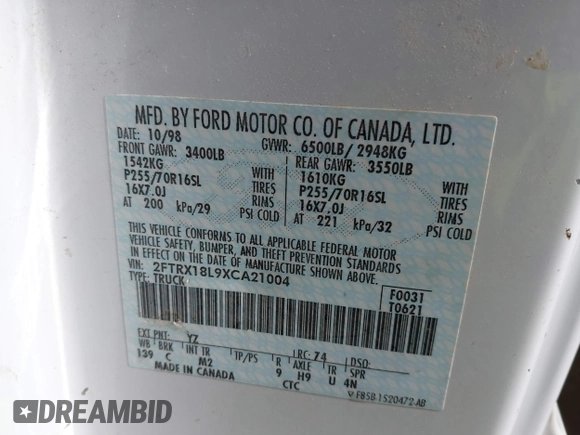 MFD. BY FORD MOTOR CO. OF CANADA, LTD.
DATE: 10/98 GVWR: 6500LB/ 2948KG
FRONT GAWR: 3400LB REAR GAWR: 3550LB
1542KG WITH 1610KG WITH
P255/70R16SL TIRES P255/70R16SL TIRES
16X7.0J RIMS 16X7.0J RIMS
AT 200 kPa/29 PSI COLD AT 221 kPa/32 PSI COLD
THIS VEHICLE CONFORMS TO ALL APPLICABLE FEDERAL MOTOR
VEHICLE SAFETY, BUMPER, AND THEFT PREVENTION STANDARDS
IN EFFECT ON THE DATE OF MANUFACTURE SHOWN ABOVE.
VIN: 2FTRX18L9XCA21004
TYPE: TRUCK
F0031
T0621
EXT PNT: YZ RC: 74 DSO:
WB BRK INT TR TP/PS R AXLE TR SPR
139 C M2 9 H9 U 4N
MADE IN CANADA CTC
F85B-1520472-AB
DREAMBID